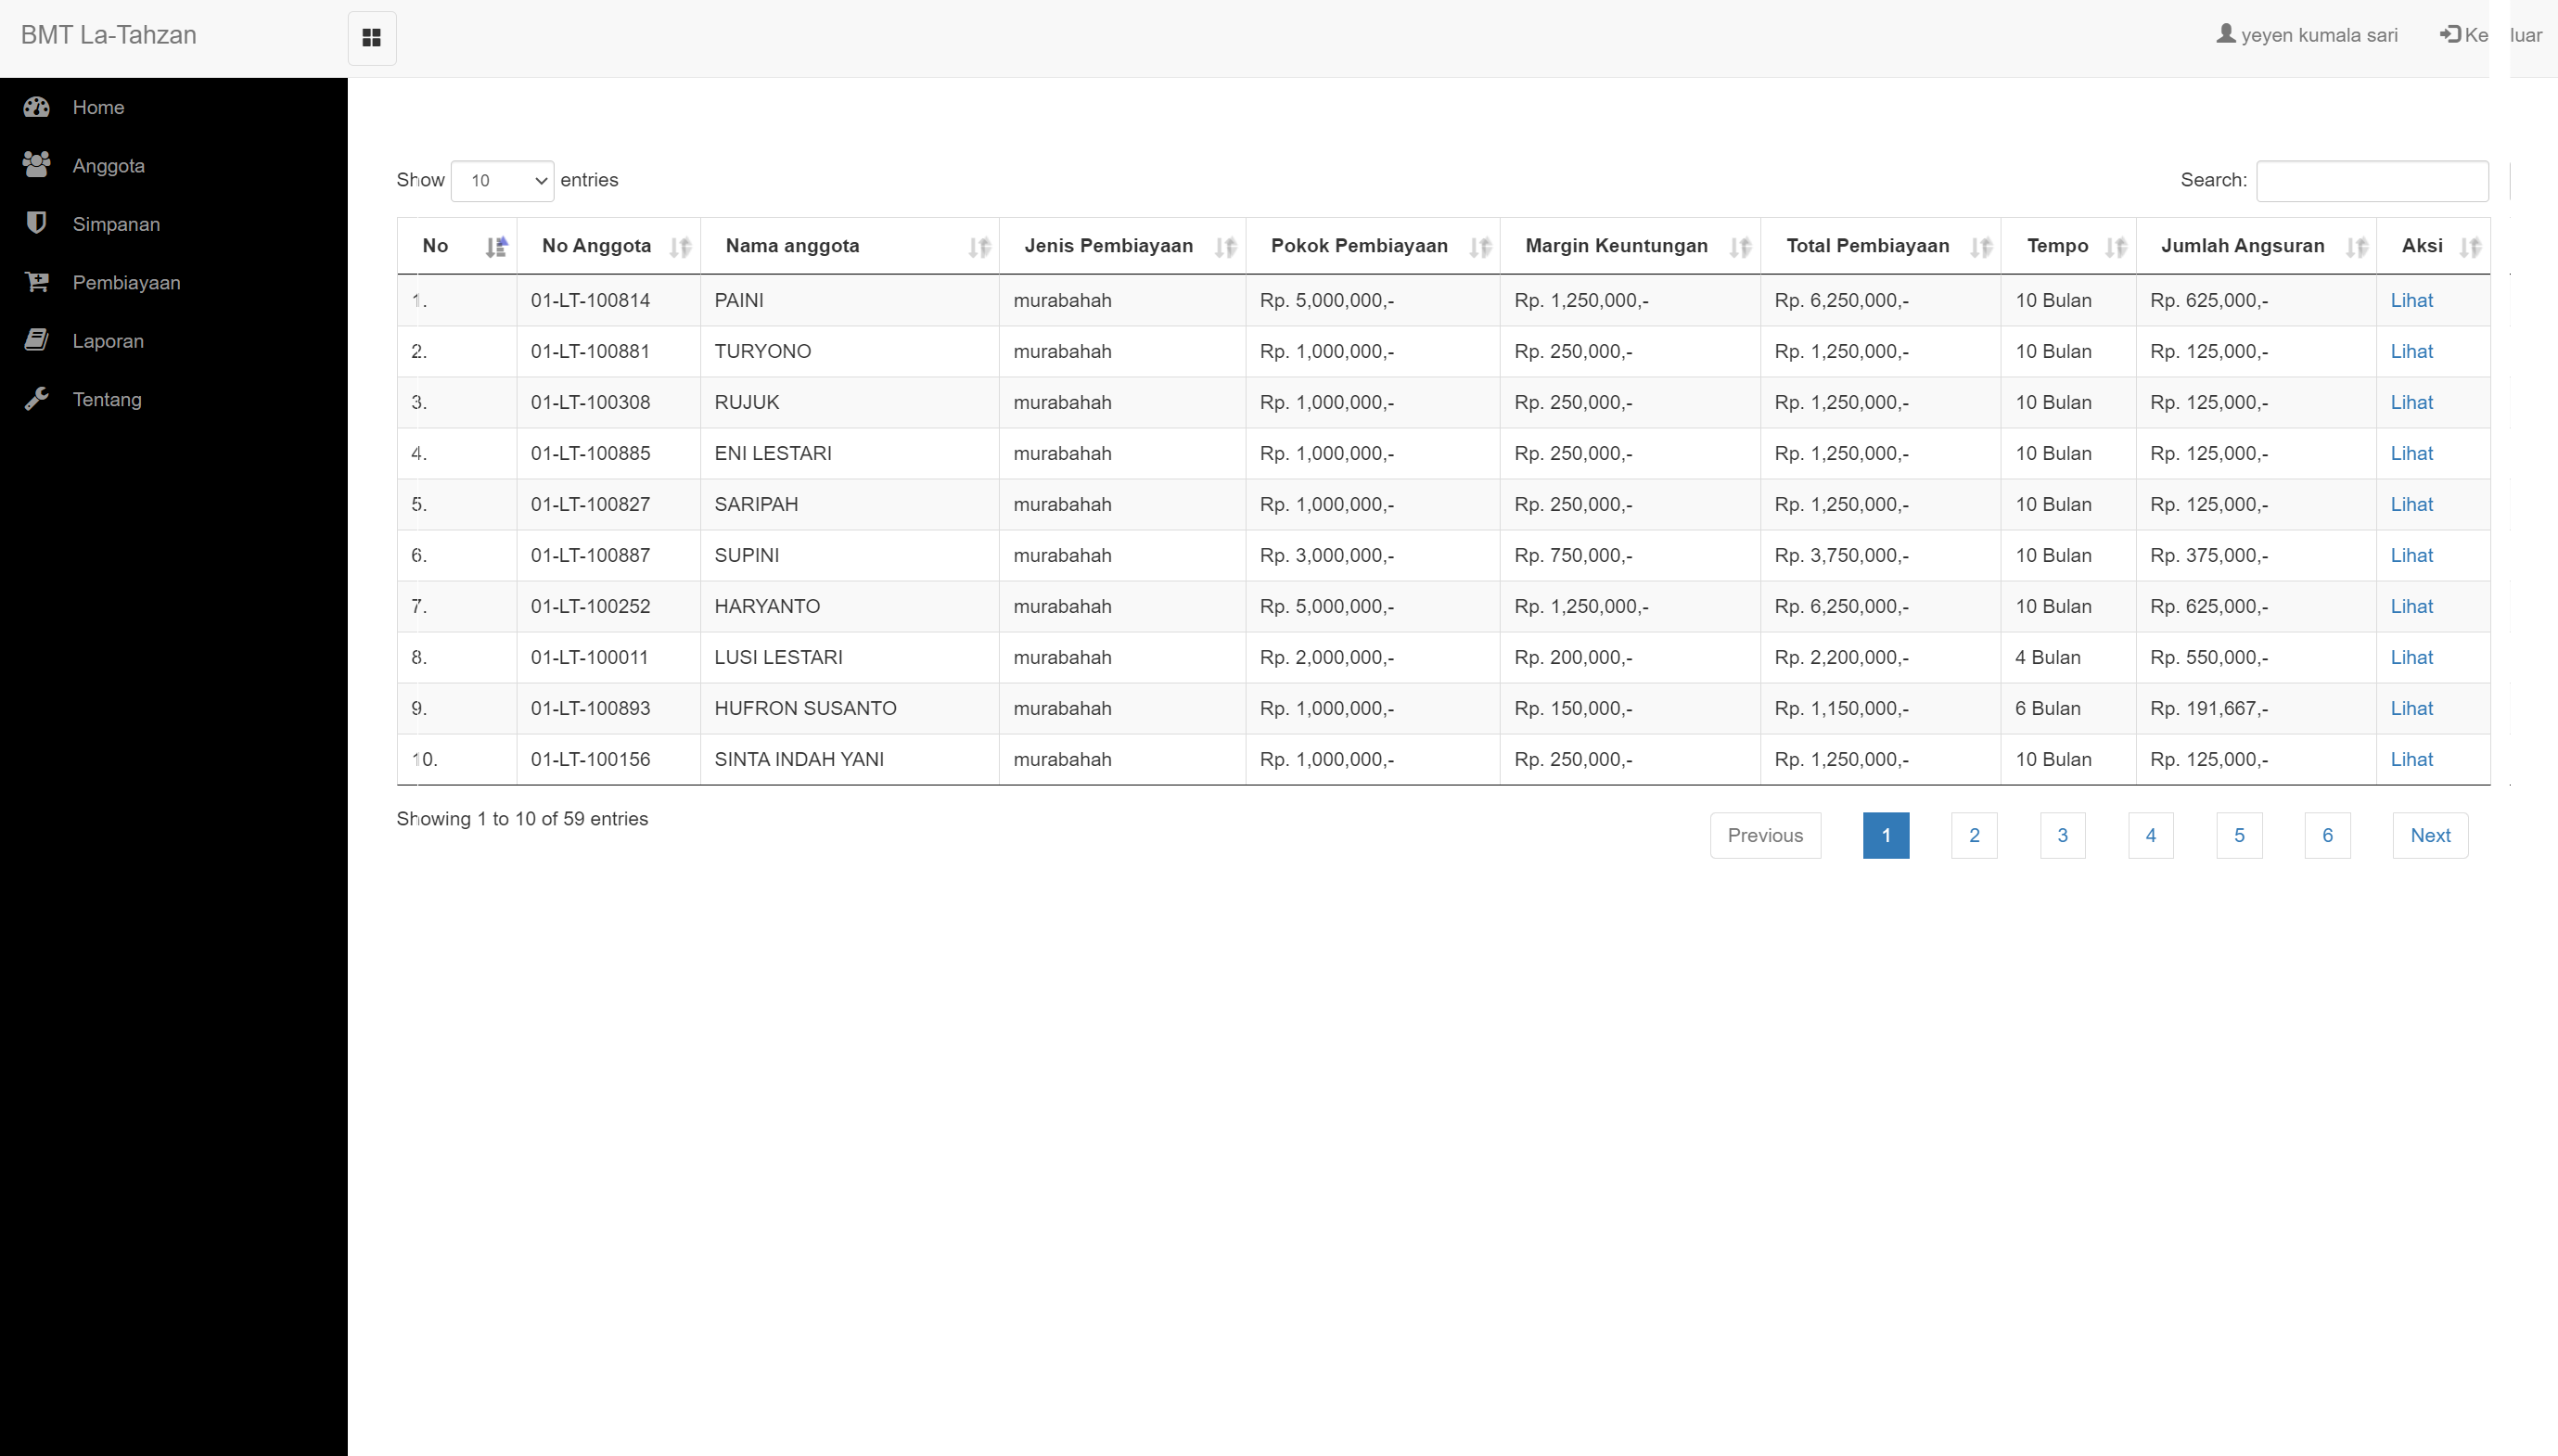 BMT La-Tahzan
yeyen kumala sari Keluar
Home
Anggota
Simpanan
Pembiayaan
Laporan
Tentang
Show 10 entries Search:
No No Anggota Nama anggota Jenis Pembiayaan Pokok Pembiayaan Margin Keuntungan Total Pembiayaan Tempo Jumlah Angsuran Aksi
1. 01-LT-100814 PAINI murabahah Rp. 5,000,000,- Rp. 1,250,000,- Rp. 6,250,000,- 10 Bulan Rp. 625,000,- Lihat
2. 01-LT-100881 TURYONO murabahah Rp. 1,000,000,- Rp. 250,000,- Rp. 1,250,000,- 10 Bulan Rp. 125,000,- Lihat
3. 01-LT-100308 RUJUK murabahah Rp. 1,000,000,- Rp. 250,000,- Rp. 1,250,000,- 10 Bulan Rp. 125,000,- Lihat
4. 01-LT-100885 ENI LESTARI murabahah Rp. 1,000,000,- Rp. 250,000,- Rp. 1,250,000,- 10 Bulan Rp. 125,000,- Lihat
5. 01-LT-100827 SARIPAH murabahah Rp. 1,000,000,- Rp. 250,000,- Rp. 1,250,000,- 10 Bulan Rp. 125,000,- Lihat
6. 01-LT-100887 SUPINI murabahah Rp. 3,000,000,- Rp. 750,000,- Rp. 3,750,000,- 10 Bulan Rp. 375,000,- Lihat
7. 01-LT-100252 HARYANTO murabahah Rp. 5,000,000,- Rp. 1,250,000,- Rp. 6,250,000,- 10 Bulan Rp. 625,000,- Lihat
8. 01-LT-100011 LUSI LESTARI murabahah Rp. 2,000,000,- Rp. 200,000,- Rp. 2,200,000,- 4 Bulan Rp. 550,000,- Lihat
9. 01-LT-100893 HUFRON SUSANTO murabahah Rp. 1,000,000,- Rp. 150,000,- Rp. 1,150,000,- 6 Bulan Rp. 191,667,- Lihat
10. 01-LT-100156 SINTA INDAH YANI murabahah Rp. 1,000,000,- Rp. 250,000,- Rp. 1,250,000,- 10 Bulan Rp. 125,000,- Lihat
Showing 1 to 10 of 59 entries
Previous 1 2 3 4 5 6 Next